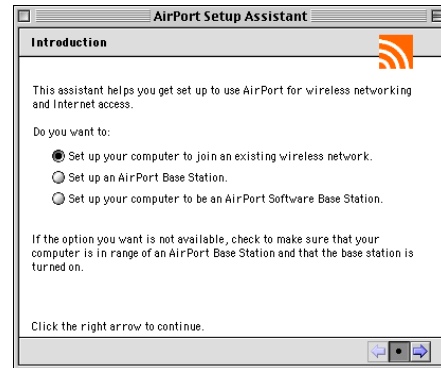 AirPort Setup Assistant
Introduction
This assistant helps you get set up to use AirPort for wireless networking
and Internet access.
Do you want to:
Set up your computer to join an existing wireless network.
Set up an AirPort Base Station.
Set up your computer to be an AirPort Software Base Station.
If the option you want is not available, check to make sure that your
computer is in range of an AirPort Base Station and that the base station is
turned on.
Click the right arrow to continue.